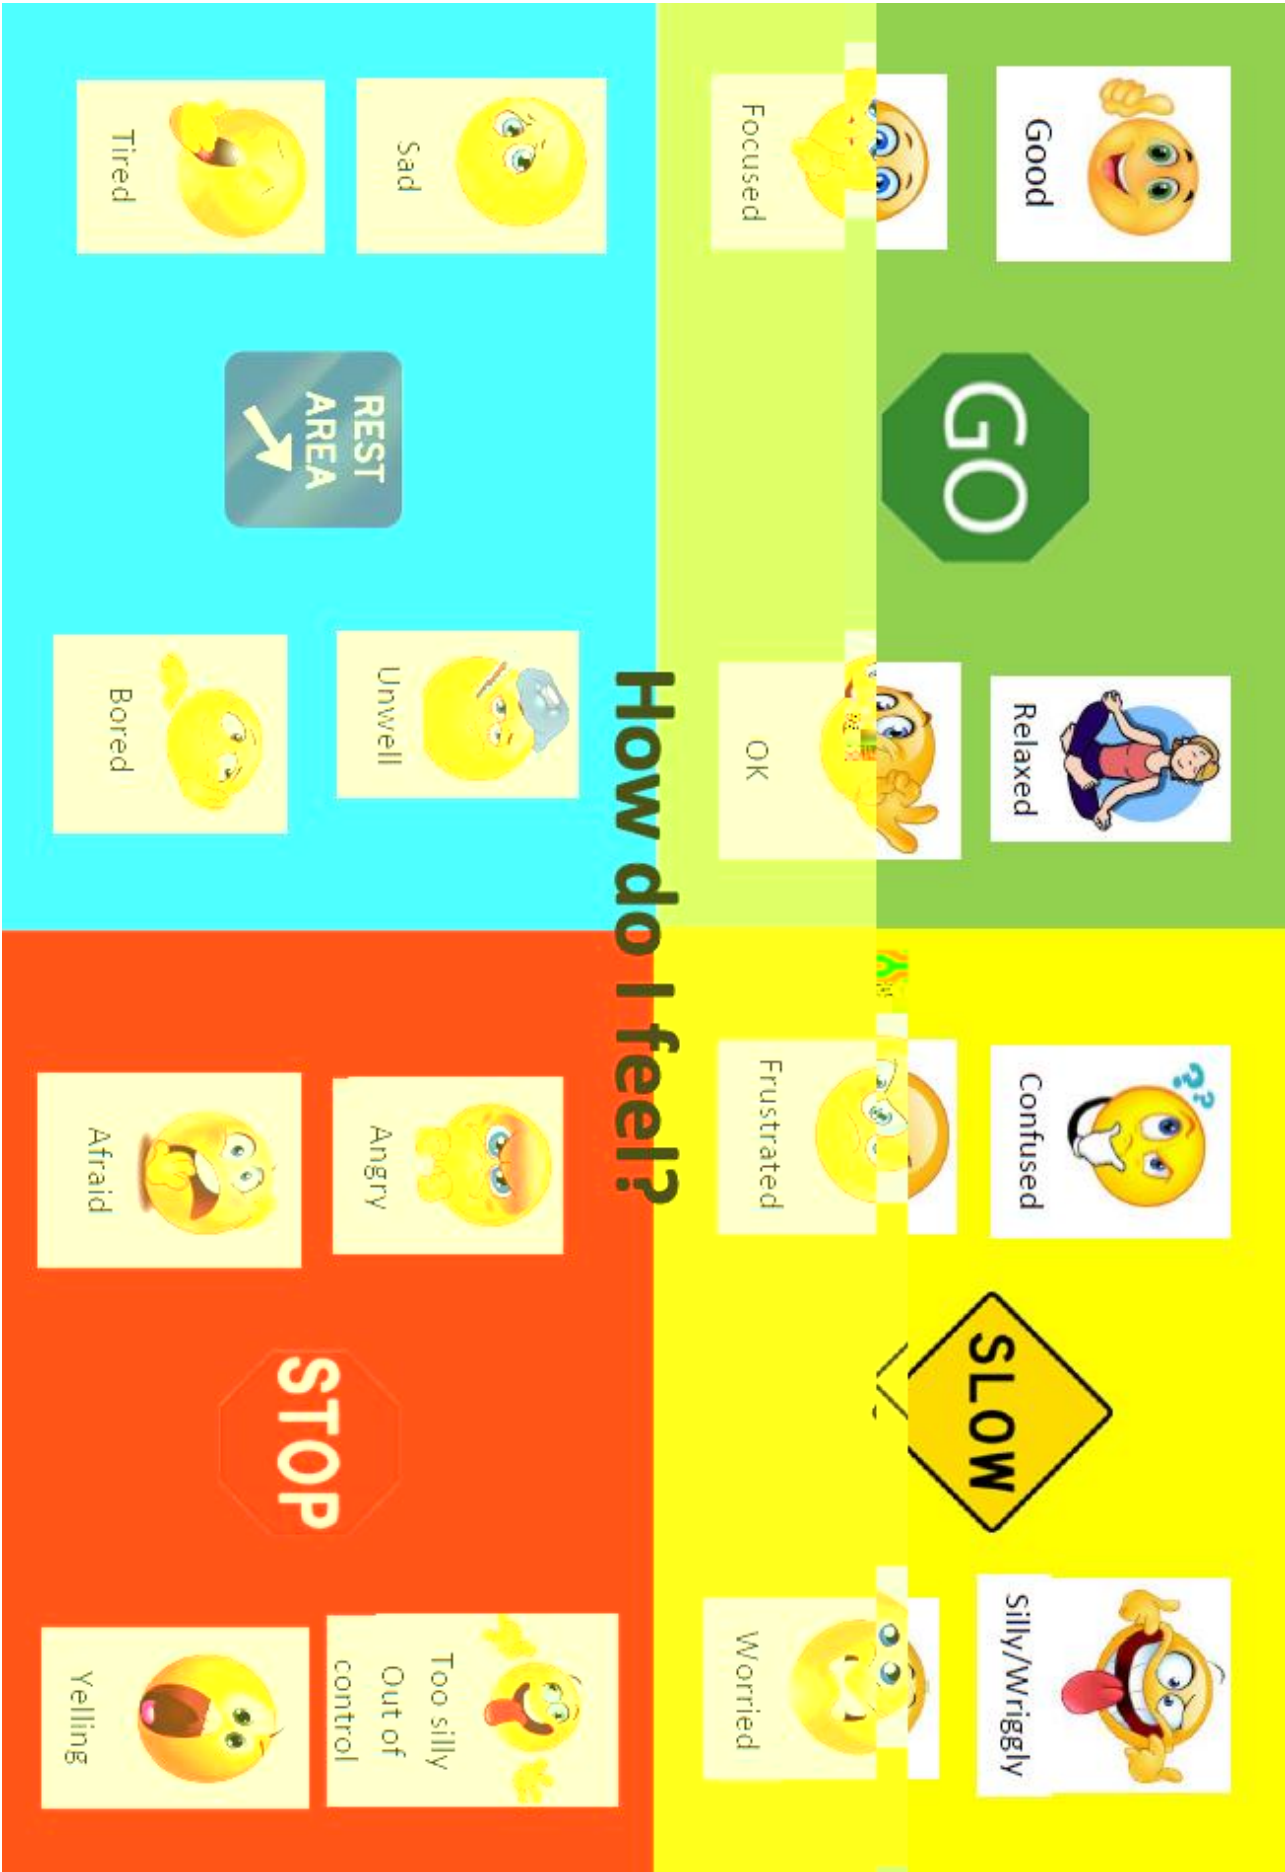 Good
Relaxed
GO
Focused
OK
Confused
Silly/Wriggly
SLOW
Frustrated
Worried
How do I feel?
Sad
Unwell
REST
AREA
Tired
Bored
Angry
Too silly
Out of
control
STOP
Afraid
Yelling